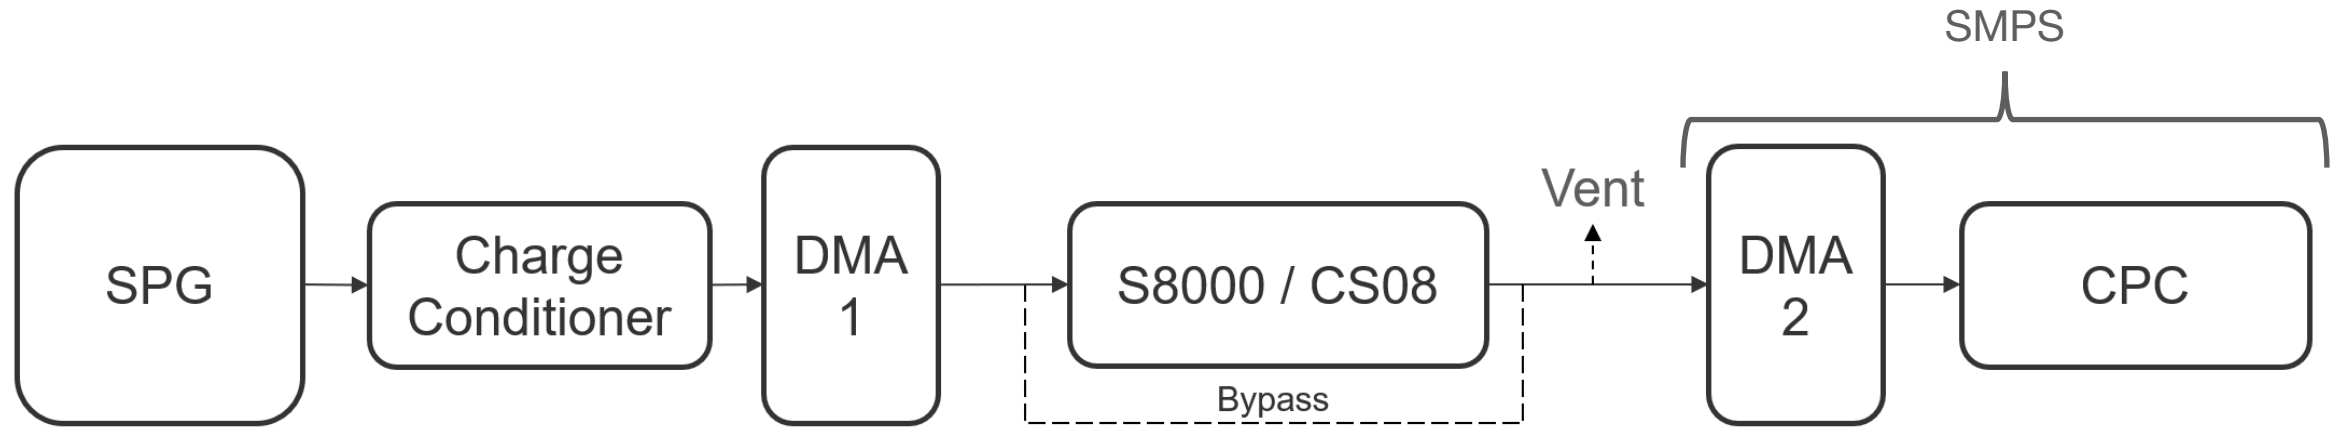 SMPS
SPG
Charge
Conditioner
DMA
1
S8000 / CS08
Bypass
Vent
DMA
2
CPC